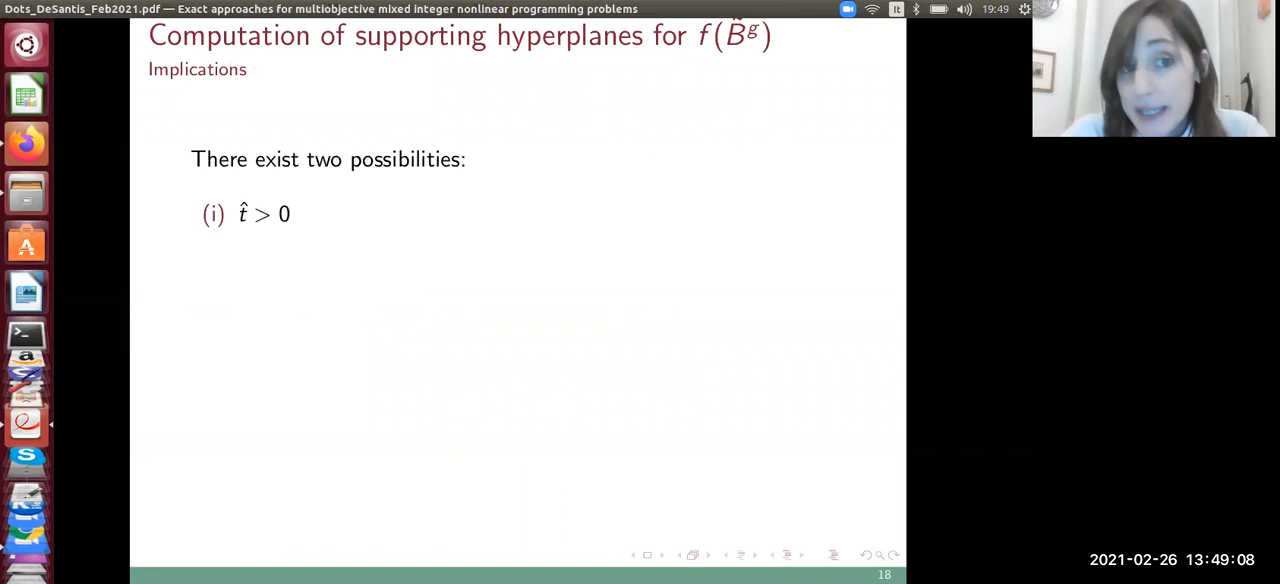 Dots_DeSantis_Feb2021.pdf — Exact approaches for multiobjective mixed integer nonlinear programming problems
It
19:49
Computation of supporting hyperplanes for f(B̃ᵍ)
Implications
There exist two possibilities:
(i) t̂ > 0
18
2021-02-26 13:49:08